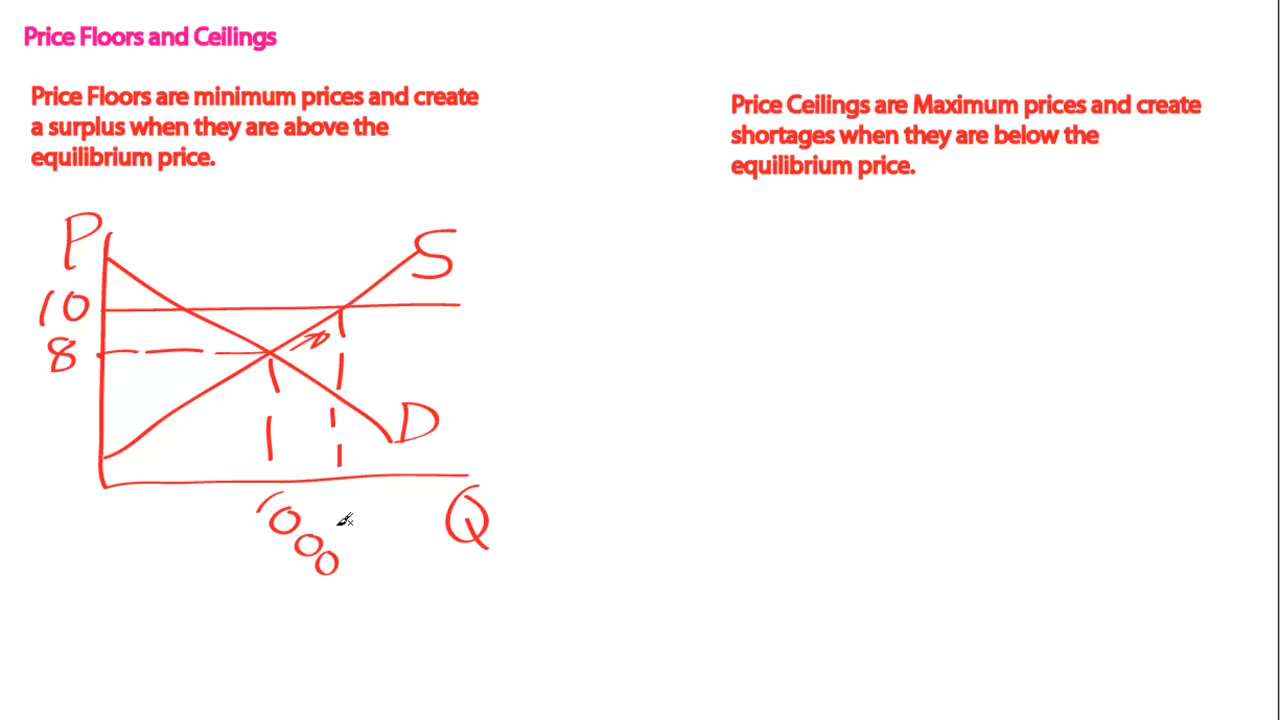 Price Floors and Ceilings
Price Floors are minimum prices and create
a surplus when they are above the
equilibrium price.
Price Ceilings are Maximum prices and create
shortages when they are below the
equilibrium price.
P
S
10
8
D
1000
Q